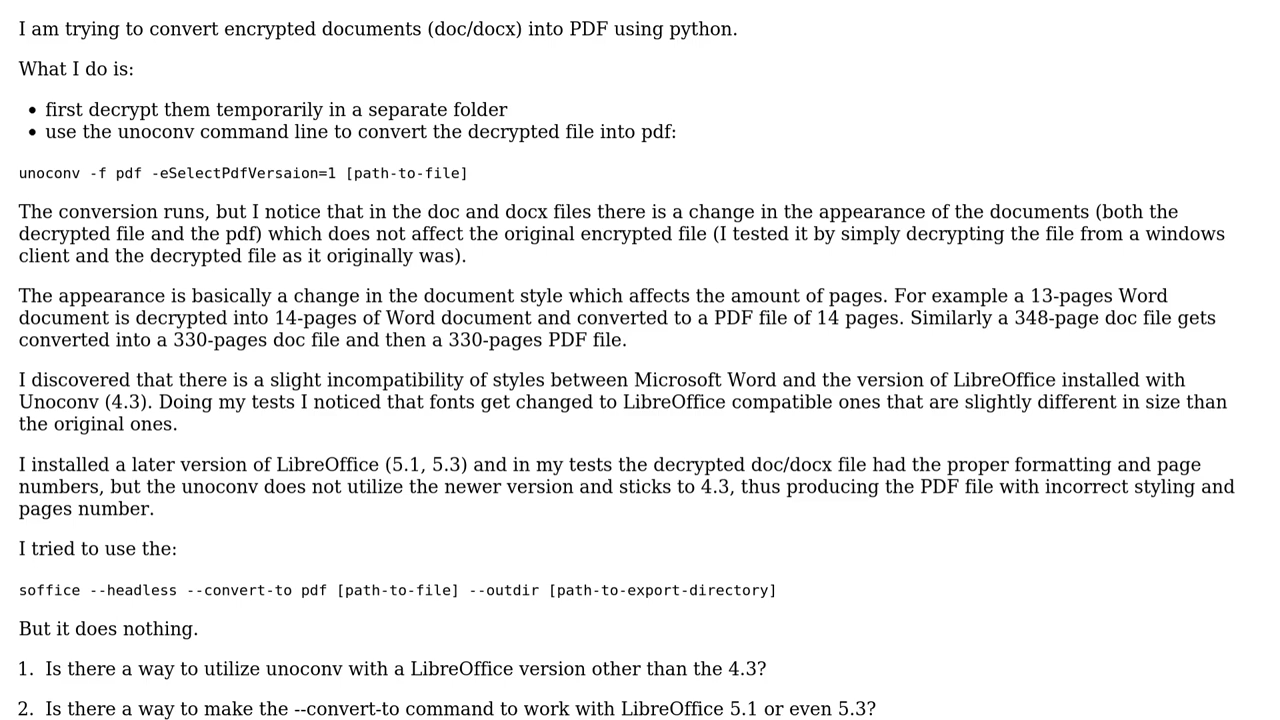 I am trying to convert encrypted documents (doc/docx) into PDF using python.
What I do is:
• first decrypt them temporarily in a separate folder
• use the unoconv command line to convert the decrypted file into pdf:
unoconv -f pdf -eSelectPdfVersaion=1 [path-to-file]
The conversion runs, but I notice that in the doc and docx files there is a change in the appearance of the documents (both the
decrypted file and the pdf) which does not affect the original encrypted file (I tested it by simply decrypting the file from a windows
client and the decrypted file as it originally was).
The appearance is basically a change in the document style which affects the amount of pages. For example a 13-pages Word
document is decrypted into 14-pages of Word document and converted to a PDF file of 14 pages. Similarly a 348-page doc file gets
converted into a 330-pages doc file and then a 330-pages PDF file.
I discovered that there is a slight incompatibility of styles between Microsoft Word and the version of LibreOffice installed with
Unoconv (4.3). Doing my tests I noticed that fonts get changed to LibreOffice compatible ones that are slightly different in size than
the original ones.
I installed a later version of LibreOffice (5.1, 5.3) and in my tests the decrypted doc/docx file had the proper formatting and page
numbers, but the unoconv does not utilize the newer version and sticks to 4.3, thus producing the PDF file with incorrect styling and
pages number.
I tried to use the:
soffice --headless --convert-to pdf [path-to-file] --outdir [path-to-export-directory]
But it does nothing.
1. Is there a way to utilize unoconv with a LibreOffice version other than the 4.3?
2. Is there a way to make the --convert-to command to work with LibreOffice 5.1 or even 5.3?